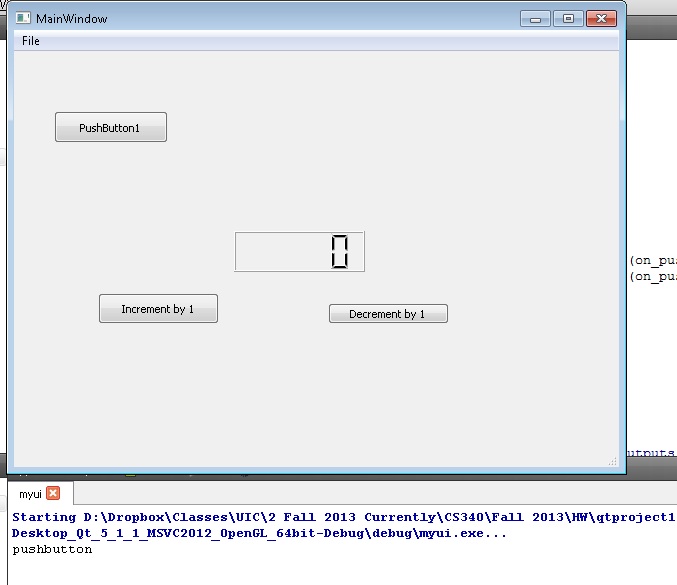 MainWindow
File
PushButton1
0
Increment by 1
Decrement by 1
(on_pu
(on_pu
utputs
myui
Starting D:\Dropbox\Classes\UIC\2 Fall 2013 Currently\CS340\Fall 2013\HW\qtproject1
Desktop_Qt_5_1_1_MSVC2012_OpenGL_64bit-Debug\debug\myui.exe...
pushbutton